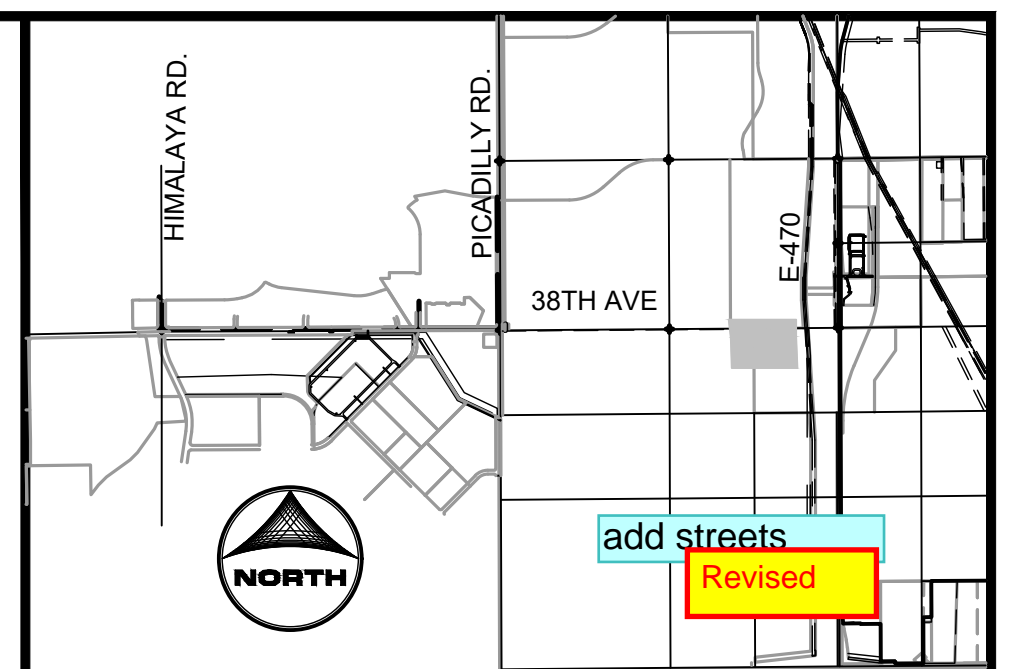 HIMALAYA RD.
PICADILLY RD.
E-470
38TH AVE
NORTH
add streets
Revised